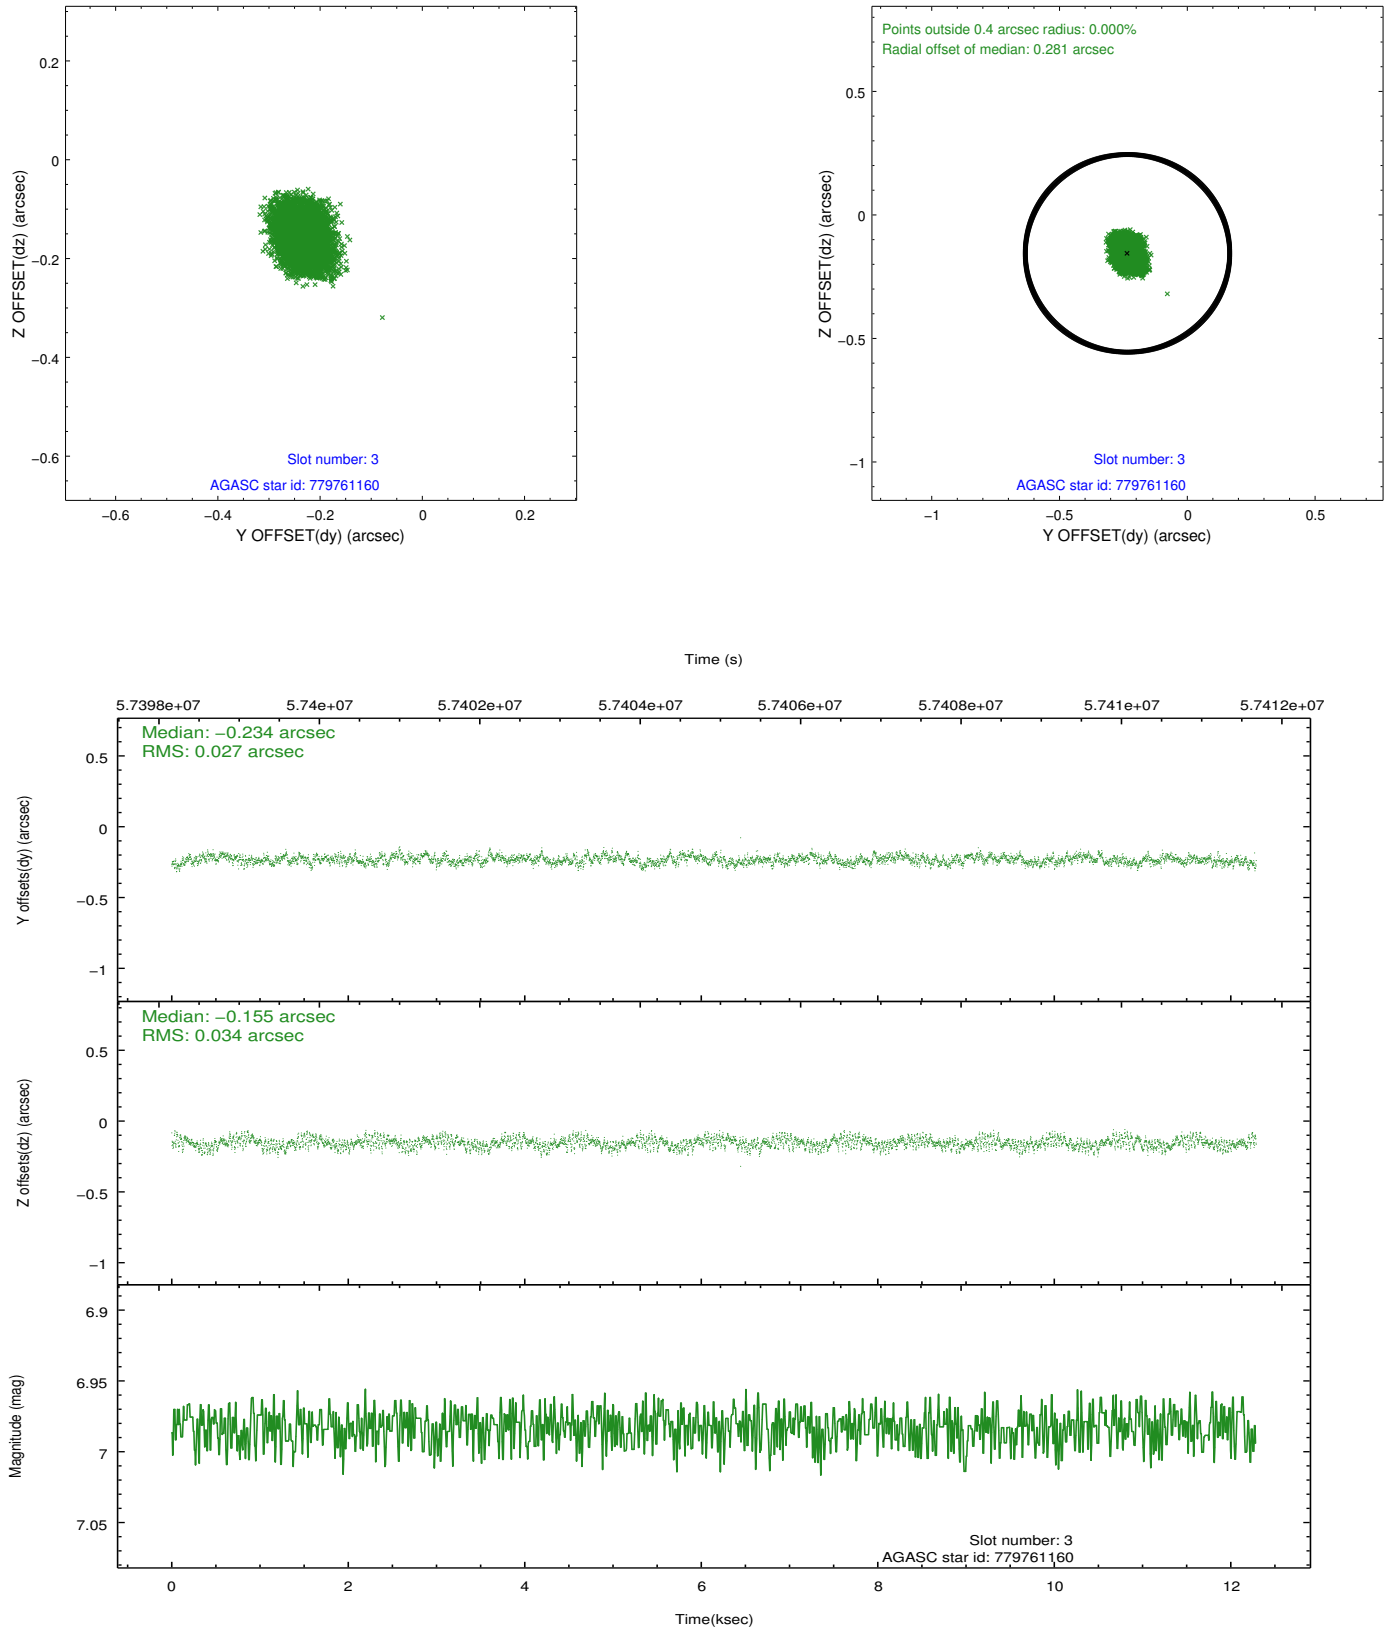 0.2
0
−0.2
−0.4
−0.6
Z OFFSET(dz) (arcsec)
Slot number: 3
AGASC star id: 779761160
−0.6 −0.4 −0.2 0 0.2
Y OFFSET(dy) (arcsec)
Points outside 0.4 arcsec radius: 0.000%
Radial offset of median: 0.281 arcsec
0.5
0
−0.5
−1
Z OFFSET(dz) (arcsec)
Slot number: 3
AGASC star id: 779761160
−1 −0.5 0 0.5
Y OFFSET(dy) (arcsec)
Time (s)
5.7398e+07 5.74e+07 5.7402e+07 5.7404e+07 5.7406e+07 5.7408e+07 5.741e+07 5.7412e+07
Median: −0.234 arcsec
RMS: 0.027 arcsec
0.5
0
−0.5
−1
Y offsets(dy) (arcsec)
Median: −0.155 arcsec
RMS: 0.034 arcsec
0.5
0
−0.5
−1
Z offsets(dz) (arcsec)
6.9
6.95
7
7.05
Magnitude (mag)
Slot number: 3
AGASC star id: 779761160
0 2 4 6 8 10 12
Time(ksec)